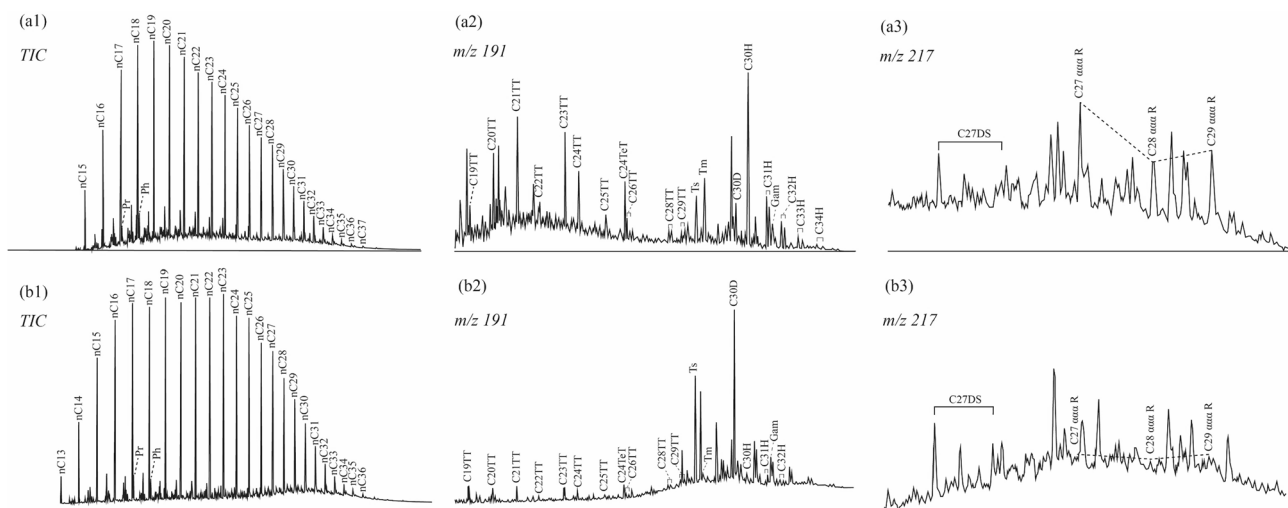 (a1)
TIC
nC15
nC16
nC17
Pr
nC18
Ph
nC19
nC20
nC21
nC22
nC23
nC24
nC25
nC26
nC27
nC28
nC29
nC30
nC31
nC32
nC33
nC34
nC35
nC36
nC37
(a2)
m/z 191
C19TT
C20TT
C21TT
C22TT
C23TT
C24TT
C25TT
C24TeT
C26TT
C28TT
C29TT
Ts
Tm
C30D
C30H
C31H
Gam
C32H
C33H
C34H
(a3)
m/z 217
C27DS
C27 ααα R
C28 ααα R
C29 ααα R
(b1)
TIC
nC13
nC14
nC15
nC16
nC17
Pr
nC18
Ph
nC19
nC20
nC21
nC22
nC23
nC24
nC25
nC26
nC27
nC28
nC29
nC30
nC31
nC32
nC33
nC34
nC35
nC36
(b2)
m/z 191
C19TT
C20TT
C21TT
C22TT
C23TT
C24TT
C25TT
C24TeT
C26TT
C28TT
C29TT
Ts
Tm
C30D
C30H
C31H
Gam
C32H
(b3)
m/z 217
C27DS
C27 ααα R
C28 ααα R
C29 ααα R